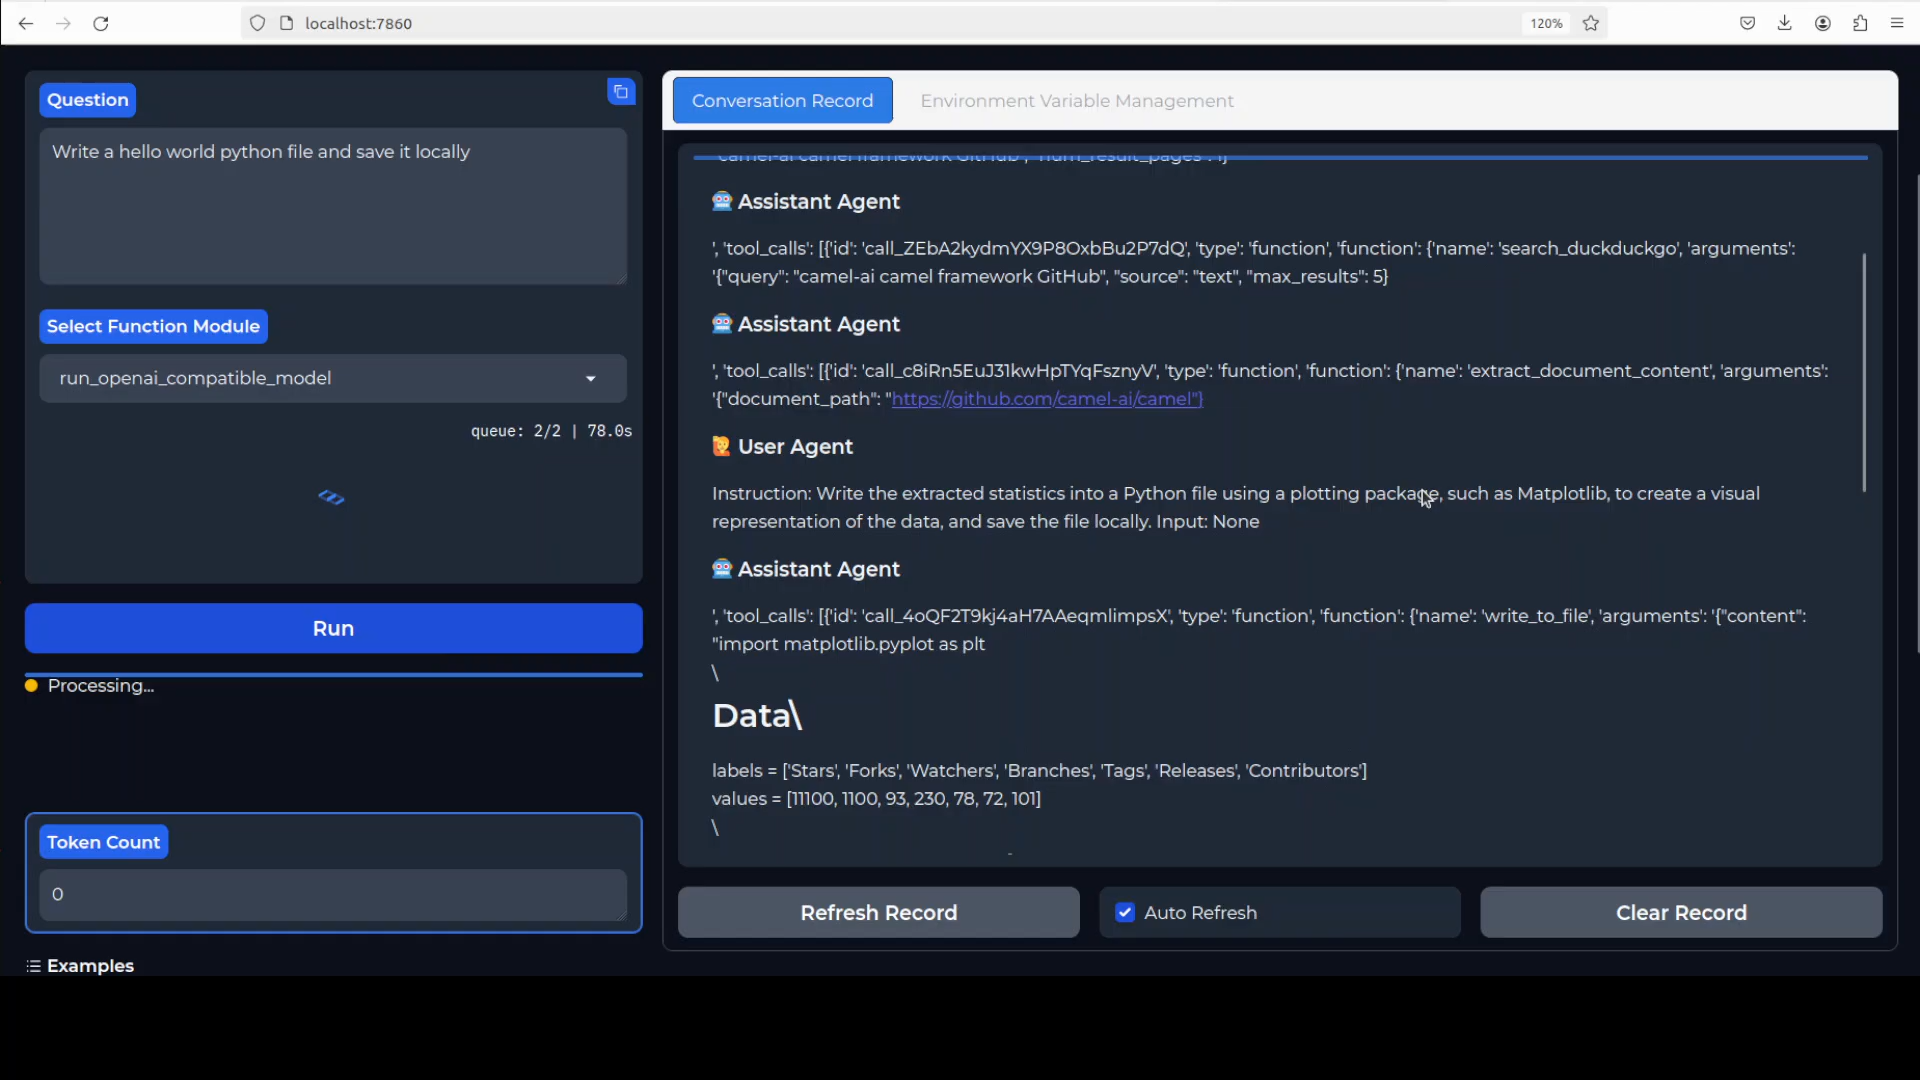 localhost:7860
120%
Question
Write a hello world python file and save it locally
Select Function Module
run_openai_compatible_model
queue: 2/2 | 78.0s
Run
Processing...
Token Count
0
Examples
Conversation Record
Environment Variable Management
camel-ai camel framework GitHub", "num_result_pages": 1}
Assistant Agent
', 'tool_calls': [{'id': 'call_ZEbA2kydmYX9P8OxbBu2P7dQ', 'type': 'function', 'function': {'name': 'search_duckduckgo', 'arguments':
'{"query": "camel-ai camel framework GitHub", "source": "text", "max_results": 5}
Assistant Agent
', 'tool_calls': [{'id': 'call_c8iRn5EuJ31kwHpTYqFsznyV', 'type': 'function', 'function': {'name': 'extract_document_content', 'arguments':
'{"document_path": "https://github.com/camel-ai/camel"}
User Agent
Instruction: Write the extracted statistics into a Python file using a plotting package, such as Matplotlib, to create a visual
representation of the data, and save the file locally. Input: None
Assistant Agent
', 'tool_calls': [{'id': 'call_4oQF2T9kj4aH7AAeqmlimpsX', 'type': 'function', 'function': {'name': 'write_to_file', 'arguments': '{"content":
"import matplotlib.pyplot as plt
\
Data\
labels = ['Stars', 'Forks', 'Watchers', 'Branches', 'Tags', 'Releases', 'Contributors']
values = [11100, 1100, 93, 230, 78, 72, 101]
\
Refresh Record
Auto Refresh
Clear Record